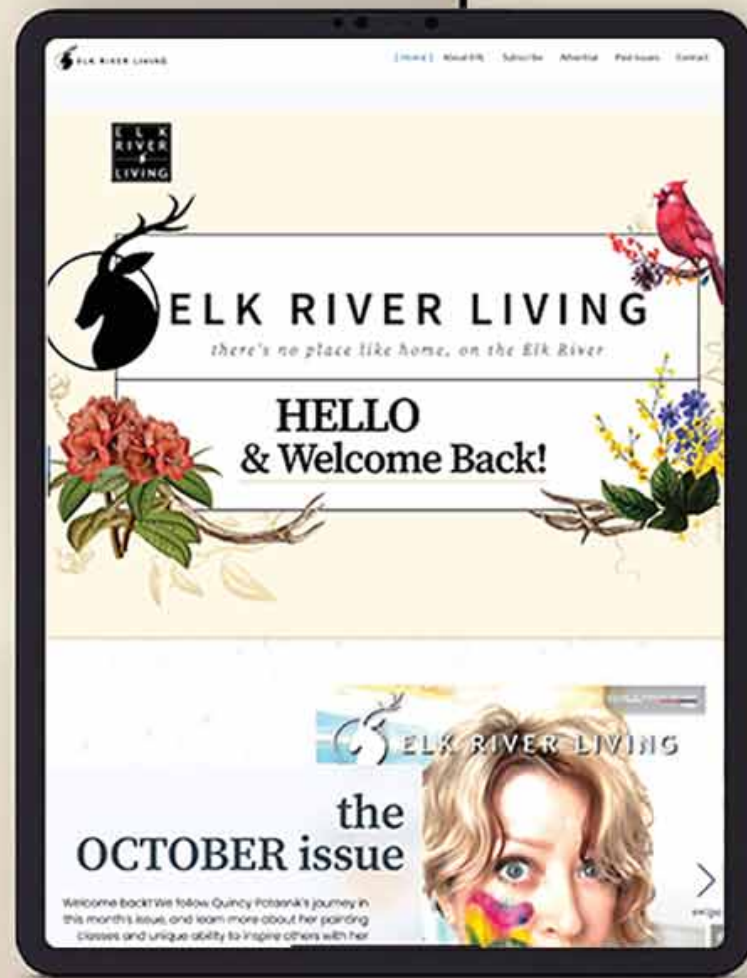 ELK RIVER LIVING
[ Home ] About ERL Subscribe Advertise Past Issues Contact
ELK
RIVER
LIVING
ELK RIVER LIVING
there's no place like home, on the Elk River
HELLO
& Welcome Back!
ELK RIVER LIVING
the
OCTOBER issue
Welcome back! We follow Quincy journey in
this month's issue, and learn more about her painting
classes and unique ability to inspire others with her
swipe